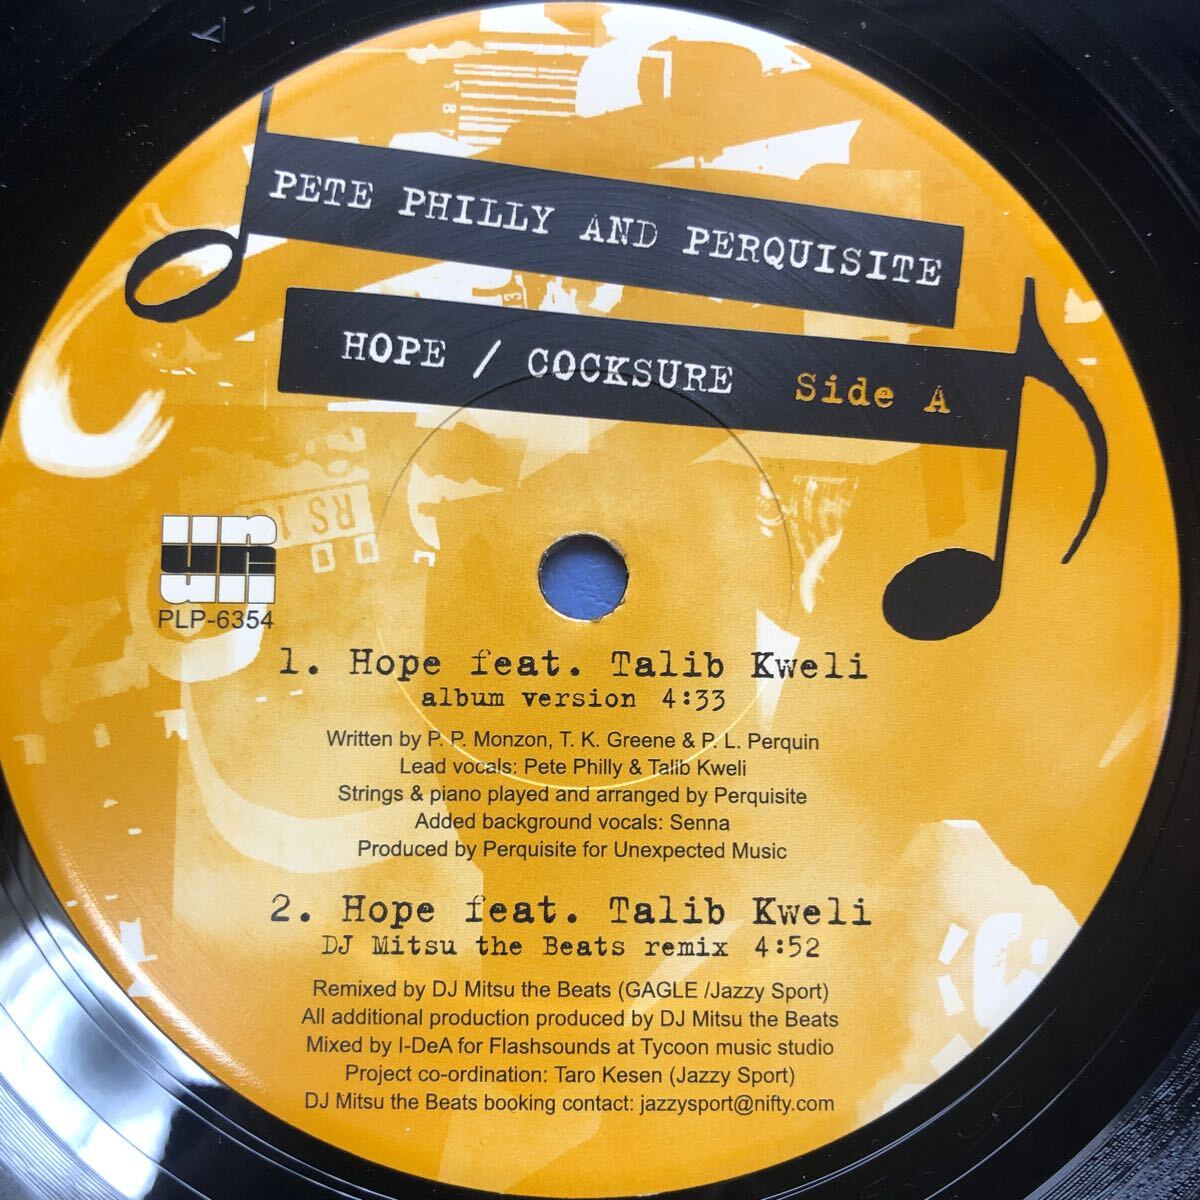 PETE PHILLY AND PERQUISITE
HOPE / COCKSURE Side A
RS 1
PLP-6354
1. Hope feat. Talib Kweli
album version 4:33
Written by P. P. Monzon, T. K. Greene & P. L. Perquin
Lead vocals: Pete Philly & Talib Kweli
Strings & piano played and arranged by Perquisite
Added background vocals: Senna
Produced by Perquisite for Unexpected Music
2. Hope feat. Talib Kweli
DJ Mitsu the Beats remix 4:52
Remixed by DJ Mitsu the Beats (GAGLE /Jazzy Sport)
All additional production produced by DJ Mitsu the Beats
Mixed by I-DeA for Flashsounds at Tycoon music studio
Project co-ordination: Taro Kesen (Jazzy Sport)
DJ Mitsu the Beats booking contact: jazzysport@nifty.com